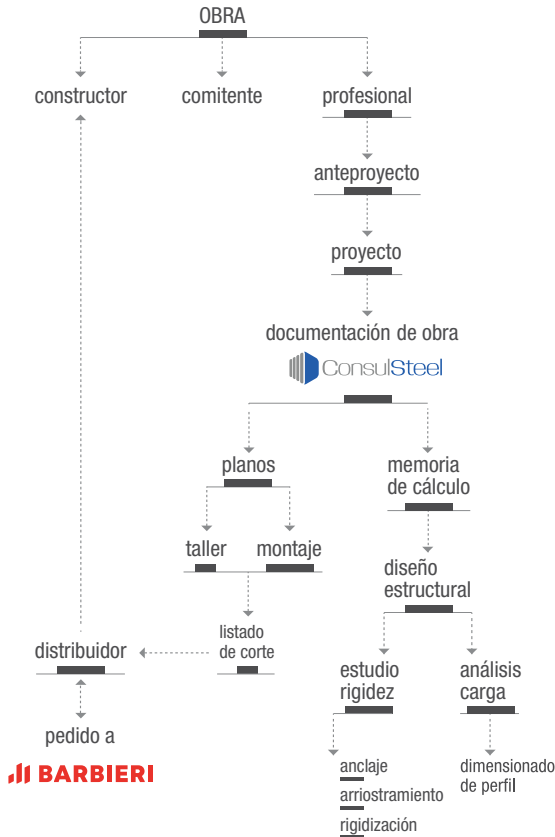 OBRA
constructor
comitente
profesional
anteproyecto
proyecto
documentación de obra
ConsulSteel
planos
memoria
de cálculo
taller
montaje
diseño
estructural
distribuidor
listado
de corte
estudio
rigidez
análisis
carga
pedido a
BARBIERI
anclaje
arriostramiento
rigidización
dimensionado
de perfil